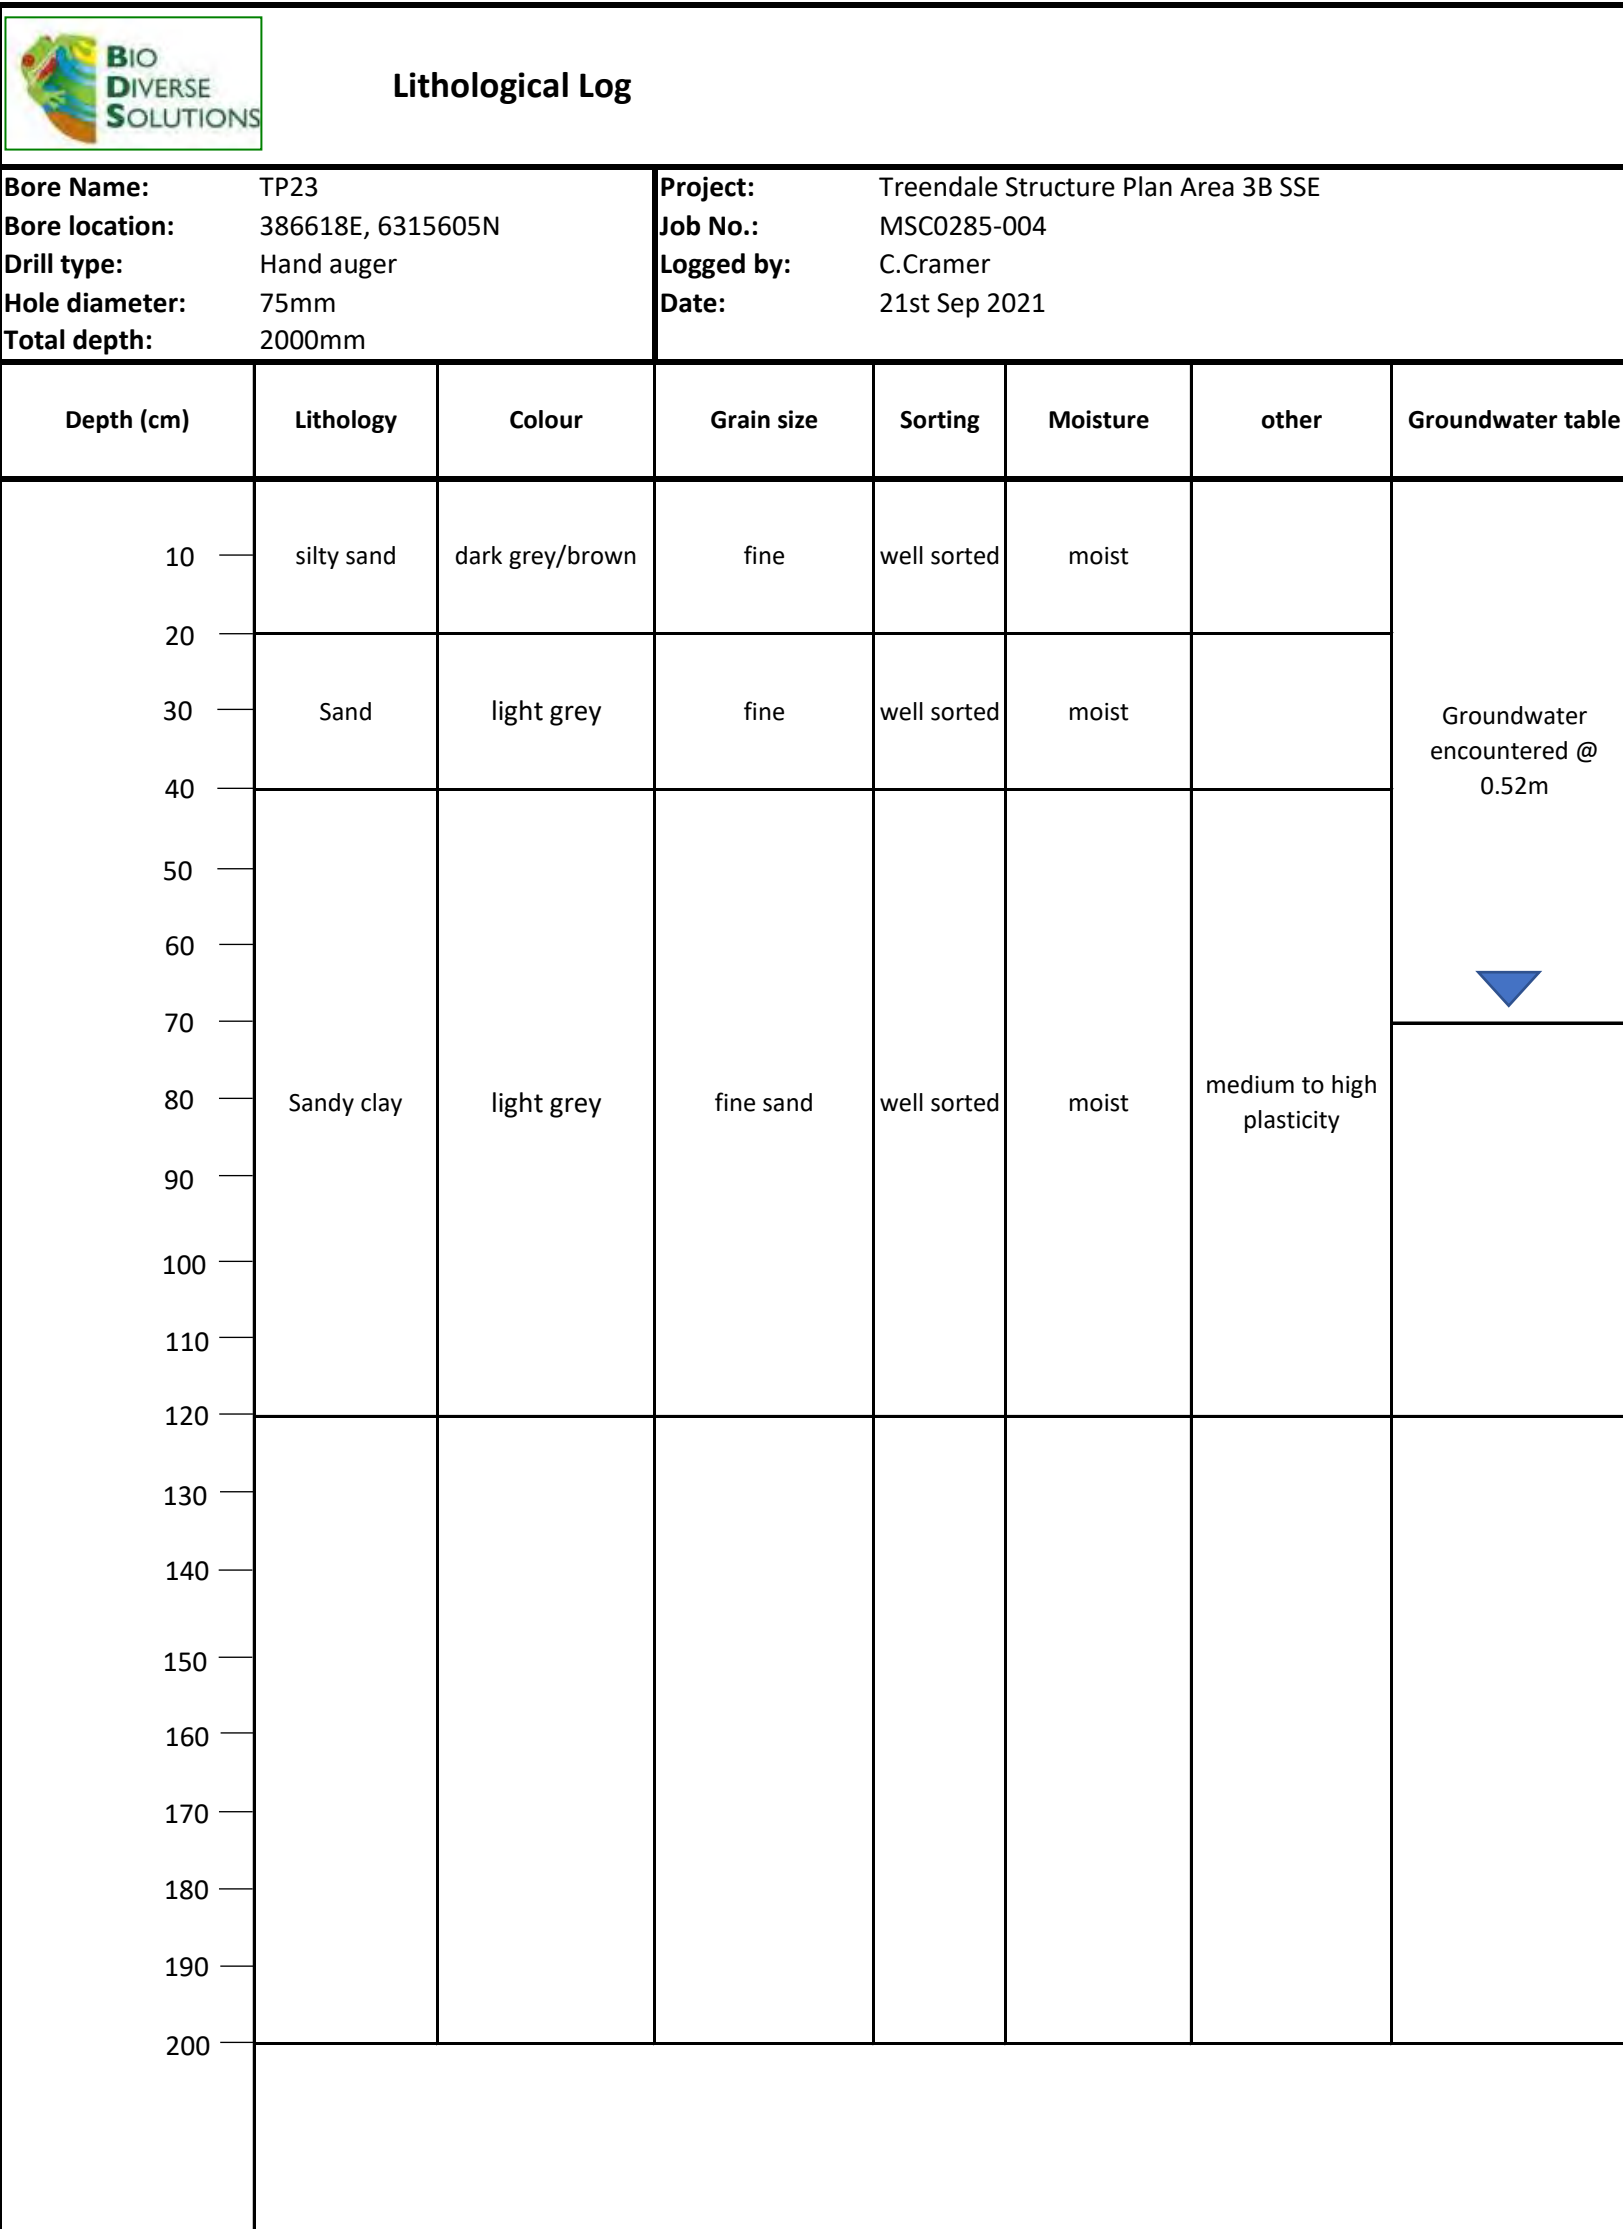 BIO
DIVERSE
SOLUTIONS
Lithological Log
Bore Name: TP23 Project: Treendale Structure Plan Area 3B SSE
Bore location: 386618E, 6315605N Job No.: MSC0285-004
Drill type: Hand auger Logged by: C.Cramer
Hole diameter: 75mm Date: 21st Sep 2021
Total depth: 2000mm
Depth (cm) Lithology Colour Grain size Sorting Moisture other Groundwater table
10 silty sand dark grey/brown fine well sorted moist
20
30 Sand light grey fine well sorted moist
Groundwater
encountered @
0.52m
40
50
60
70
80 Sandy clay light grey fine sand well sorted moist medium to high
plasticity
90
100
110
120
130
140
150
160
170
180
190
200